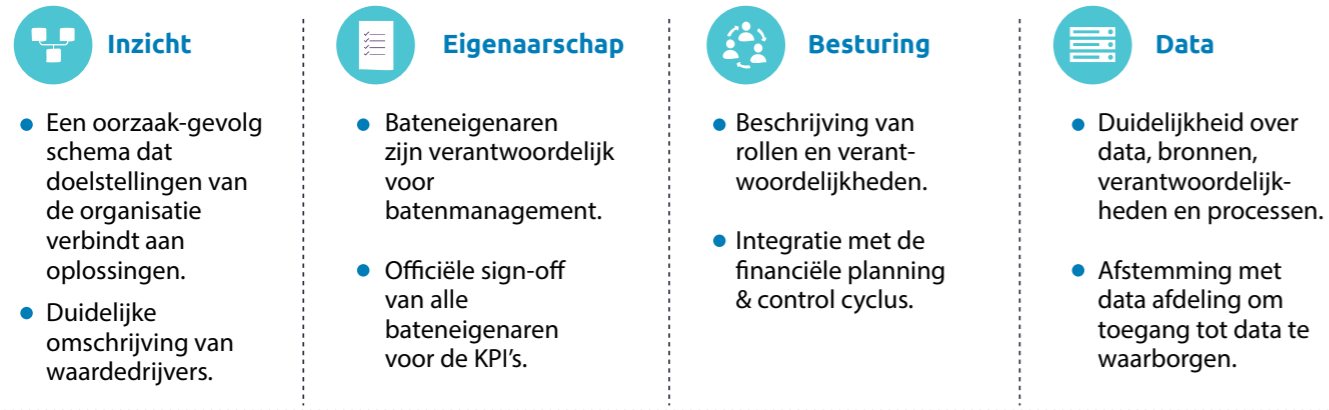 Inzicht
Een oorzaak-gevolg
schema dat
doelstellingen van
de organisatie
verbindt aan
oplossingen.
Duidelijke
omschrijving van
waardedrijvers.
Eigenaarschap
Bateneigenaren
zijn verantwoordelijk
voor
batenmanagement.
Officiële sign-off
van alle
bateneigenaren
voor de KPI's.
Besturing
Beschrijving van
rollen en verant-
woordelijkheden.
Integratie met de
financiële planning
& control cyclus.
Data
Duidelijkheid over
data, bronnen,
verantwoordelijk-
heden en processen.
Afstemming met
data afdeling om
toegang tot data te
waarborgen.